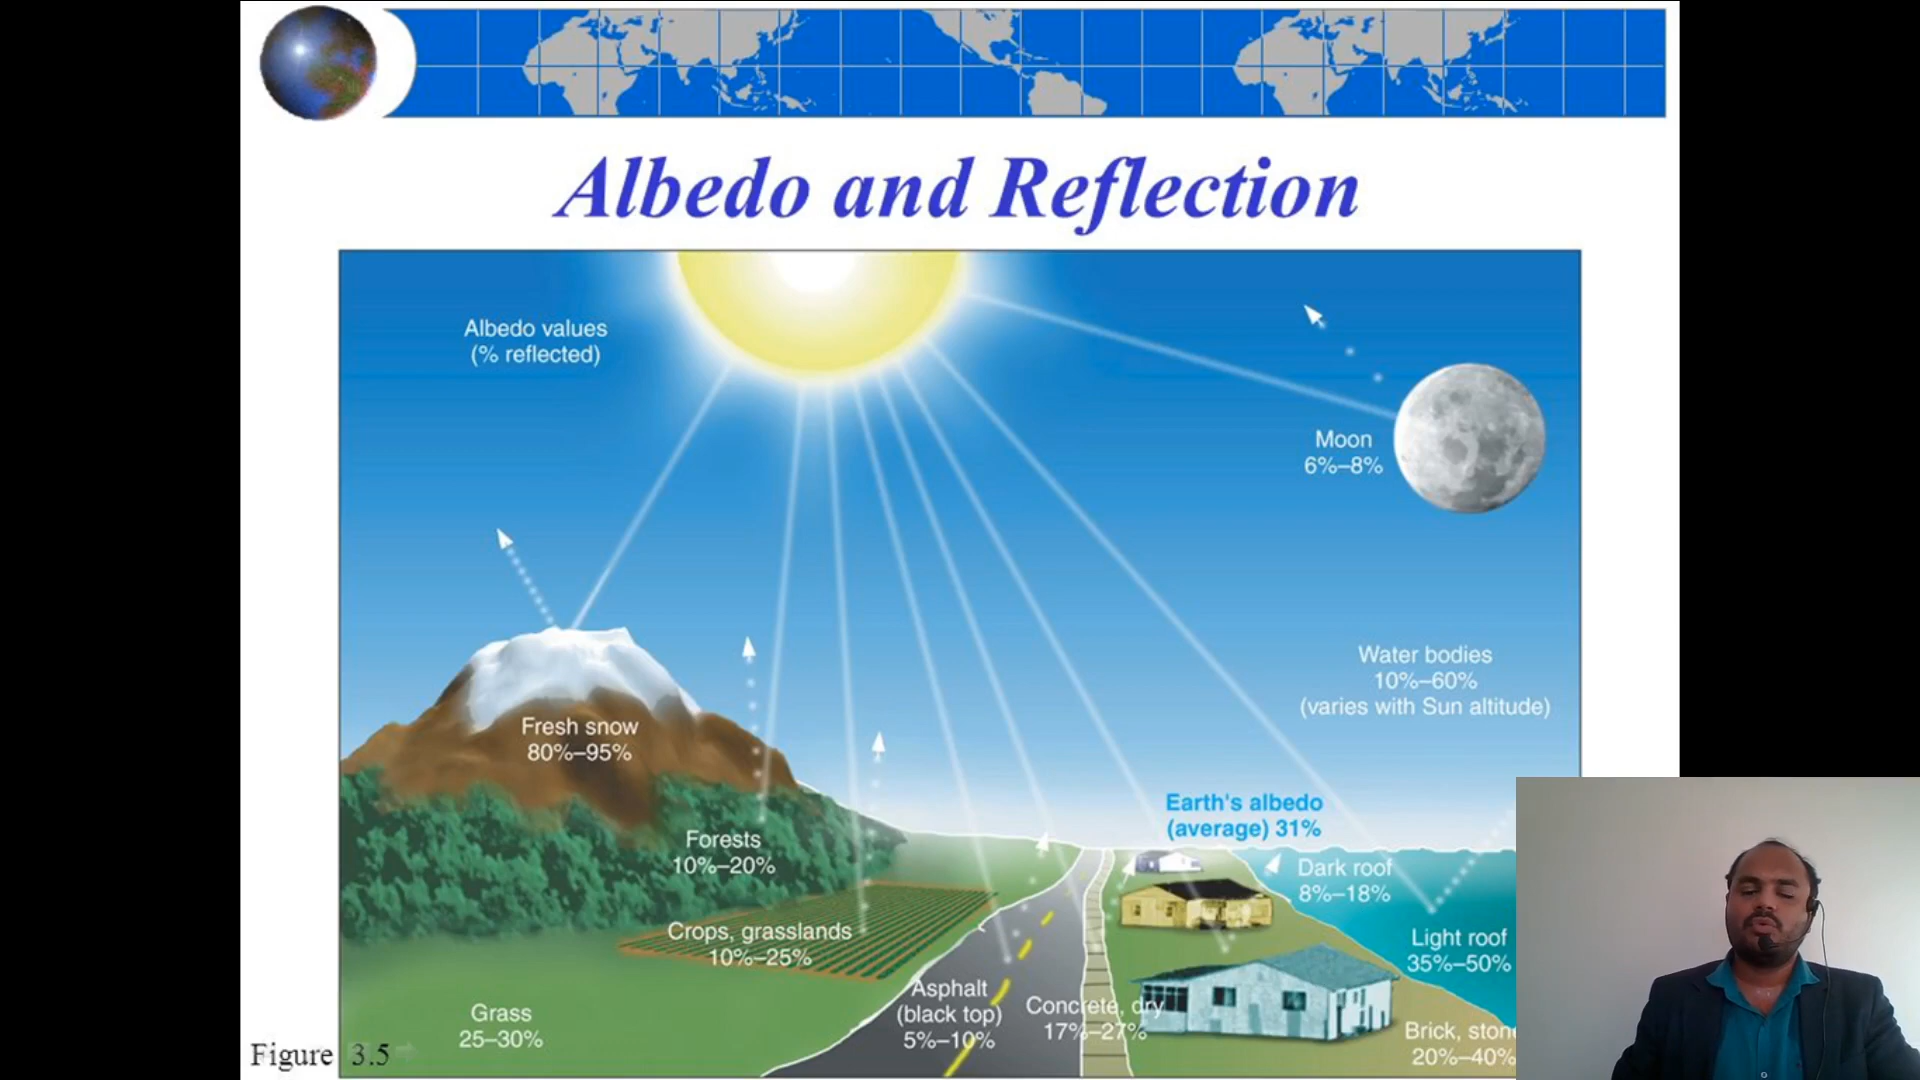 Albedo and Reflection
Albedo values
(% reflected)
Moon
6%–8%
Water bodies
10%–60%
(varies with Sun altitude)
Fresh snow
80%–95%
Earth's albedo
(average) 31%
Forests
10%–20%
Dark roof
8%–18%
Crops, grasslands
10%–25%
Light roof
35%–50%
Asphalt
(black top)
5%–10%
Concrete, dry
17%–27%
Grass
25–30%
Brick, stone
20%–40%
Figure 3.5